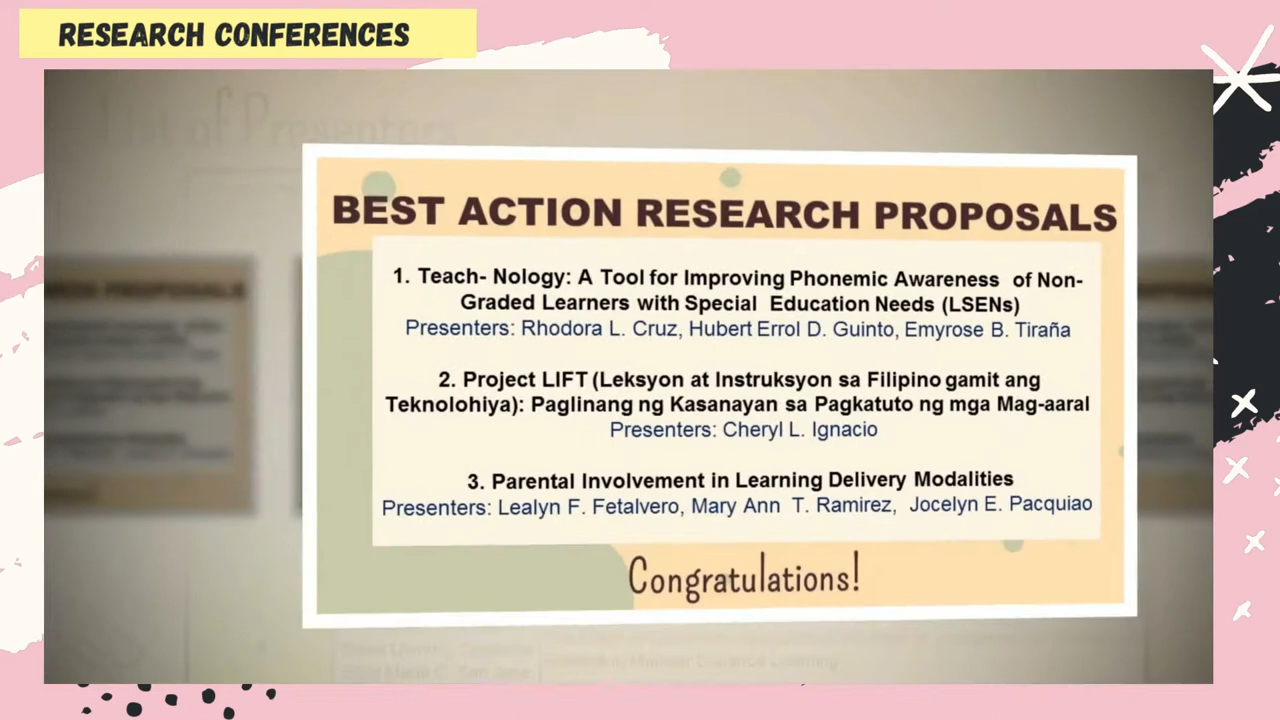 RESEARCH CONFERENCES
List of Presenters
BEST ACTION RESEARCH PROPOSALS
1. Teach- Nology: A Tool for Improving Phonemic Awareness of Non-
Graded Learners with Special Education Needs (LSENs)
Presenters: Rhodora L. Cruz, Hubert Errol D. Guinto, Emyrose B. Tiraña
2. Project LIFT (Leksyon at Instruksyon sa Filipino gamit ang
Teknolohiya): Paglinang ng Kasanayan sa Pagkatuto ng mga Mag-aaral
Presenters: Cheryl L. Ignacio
3. Parental Involvement in Learning Delivery Modalities
Presenters: Lealyn F. Fetalvero, Mary Ann T. Ramirez, Jocelyn E. Pacquiao
Congratulations!